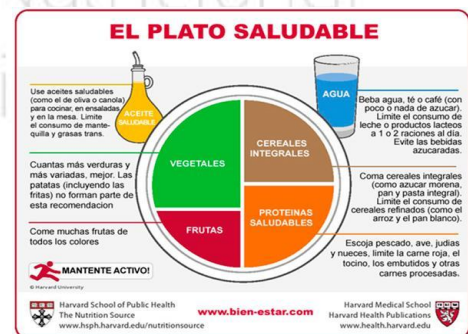 EL PLATO SALUDABLE
Use aceites saludables
(como el de oliva o canola)
para cocinar, en ensaladas,
y en la mesa. Limite
el consumo de mante-
quilla y grasas trans.
ACEITE
SALUDABLE
AGUA
Beba agua, té o café (con
poco o nada de azucar).
Limite el consumo de
leche o productos lacteos
a 1 o 2 raciones al día.
Evite las bebidas
azucaradas.
Cuantas más verduras y
más variadas, mejor. Las
patatas (incluyendo las
fritas) no forman parte de
esta recomendacion
VEGETALES
CEREALES
INTEGRALES
Coma cereales integrales
(como azucar morena,
pan y pasta integral).
Limite el consumo de
cereales refinados (como el
arroz y el pan blanco).
Come muchas frutas de
todos los colores
FRUTAS
PROTEINAS
SALUDABLES
Escoja pescado, ave, judias
y nueces, limite la carne roja, el
tocino, los embutidos y otras
carnes procesadas.
MANTENTE ACTIVO!
© Harvard University
Harvard School of Public Health
The Nutrition Source
www.hsph.harvard.edu/nutritionsource
www.bien-estar.com
Harvard Medical School
Harvard Health Publications
www.health.harvard.edu